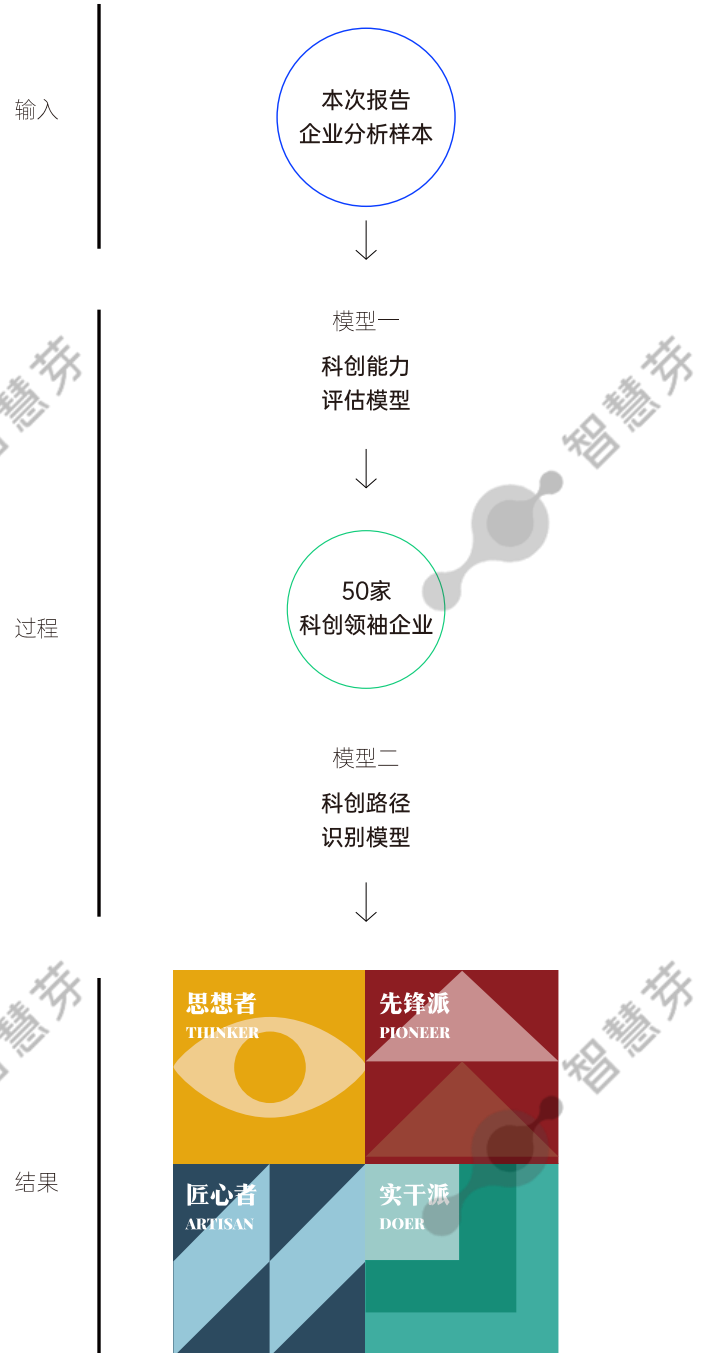 输入
本次报告
企业分析样本
模型一
科创能力
评估模型
智慧芽
智慧芽
过程
50家
科创领袖企业
模型二
科创路径
识别模型
结果
思想者
THINKER
先锋派
PIONEER
智慧芽
智慧芽
匠心者
ARTISAN
实干派
DOER